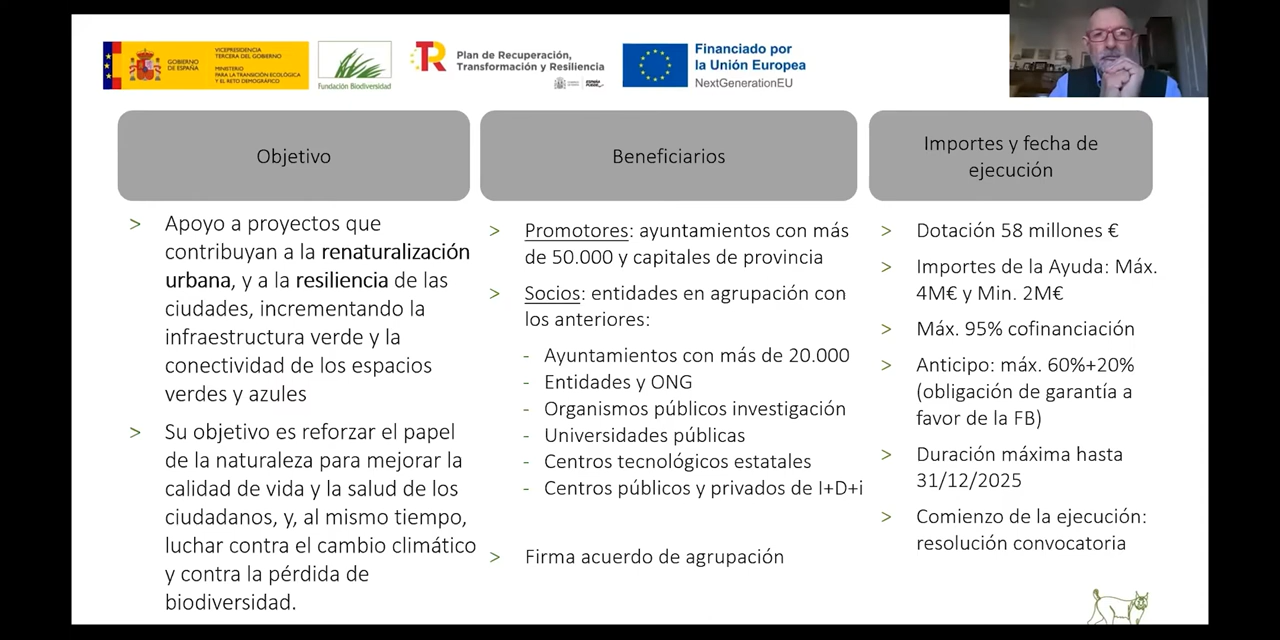 GOBIERNO
DE ESPAÑA
VICEPRESIDENCIA
TERCERA DEL GOBIERNO
MINISTERIO
PARA LA TRANSICIÓN ECOLÓGICA
Y EL RETO DEMOGRÁFICO
Fundación Biodiversidad
TR
Plan de Recuperación,
Transformación y Resiliencia
Financiado por
la Unión Europea
NextGenerationEU
Objetivo
> Apoyo a proyectos que
contribuyan a la renaturalización
urbana, y a la resiliencia de las
ciudades, incrementando la
infraestructura verde y la
conectividad de los espacios
verdes y azules
> Su objetivo es reforzar el papel
de la naturaleza para mejorar la
calidad de vida y la salud de los
ciudadanos, y, al mismo tiempo,
luchar contra el cambio climático
y contra la pérdida de
biodiversidad.
Beneficiarios
> Promotores: ayuntamientos con más
de 50.000 y capitales de provincia
> Socios: entidades en agrupación con
los anteriores:
- Ayuntamientos con más de 20.000
- Entidades y ONG
- Organismos públicos investigación
- Universidades públicas
- Centros tecnológicos estatales
- Centros públicos y privados de I+D+i
> Firma acuerdo de agrupación
Importes y fecha de
ejecución
> Dotación 58 millones €
> Importes de la Ayuda: Máx.
4M€ y Min. 2M€
> Máx. 95% cofinanciación
> Anticipo: máx. 60%+20%
(obligación de garantía a
favor de la FB)
> Duración máxima hasta
31/12/2025
> Comienzo de la ejecución:
resolución convocatoria